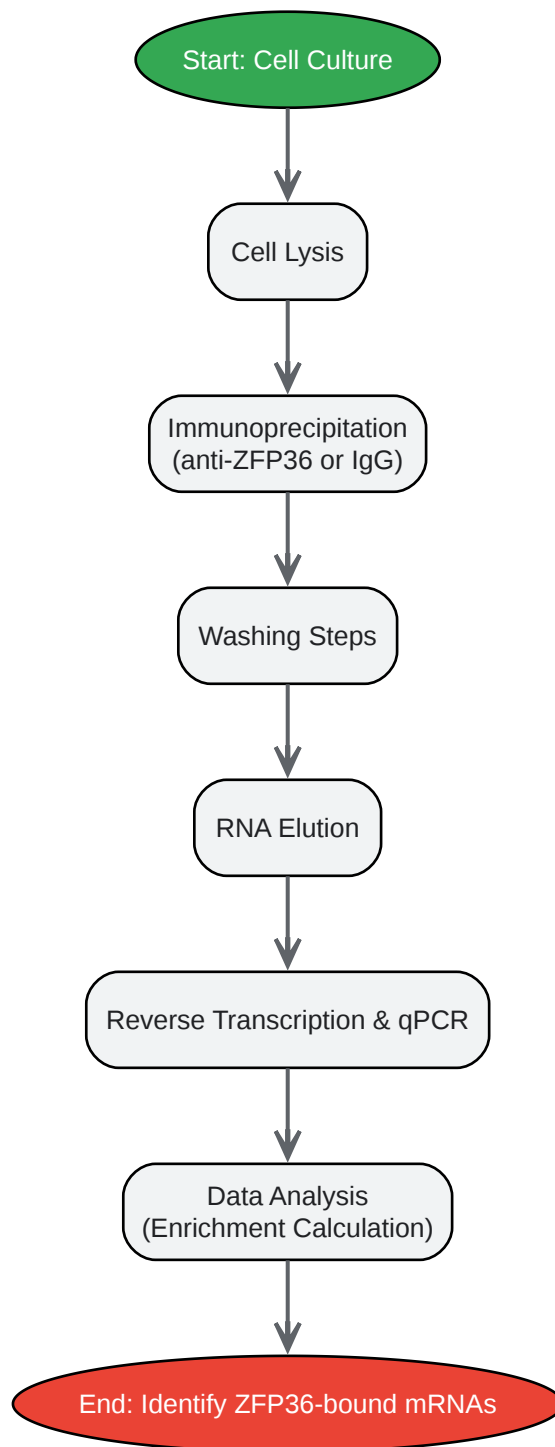 Start: Cell Culture
Cell Lysis
Immunoprecipitation
(anti-ZFP36 or IgG)
Washing Steps
RNA Elution
Reverse Transcription & qPCR
Data Analysis
(Enrichment Calculation)
End: Identify ZFP36-bound mRNAs